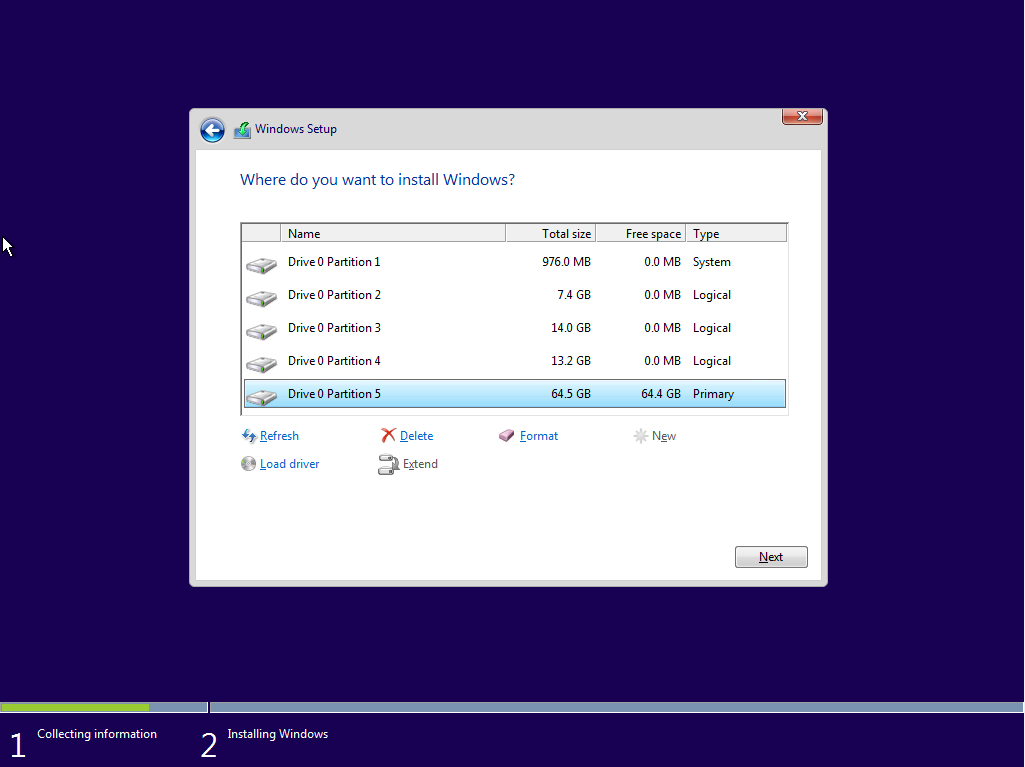 Windows Setup
Where do you want to install Windows?
Name Total size Free space Type
Drive 0 Partition 1 976.0 MB 0.0 MB System
Drive 0 Partition 2 7.4 GB 0.0 MB Logical
Drive 0 Partition 3 14.0 GB 0.0 MB Logical
Drive 0 Partition 4 13.2 GB 0.0 MB Logical
Drive 0 Partition 5 64.5 GB 64.4 GB Primary
Refresh Delete Format New
Load driver Extend
Next
1 Collecting information 2 Installing Windows